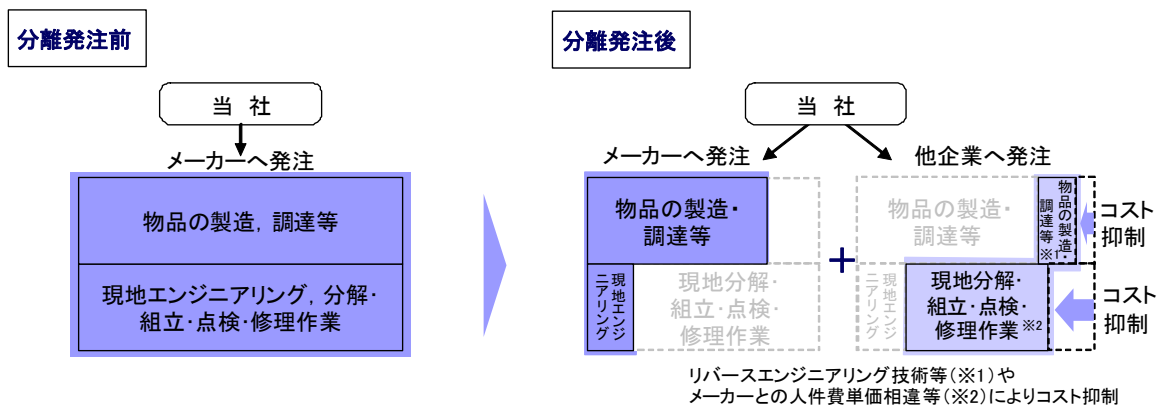 分離発注前
当 社
メーカーへ発注
物品の製造，調達等
現地エンジニアリング，分解・
組立・点検・修理作業
分離発注後
当 社
メーカーへ発注
物品の製造・
調達等
現地エンジ
ニアリング
現地分解・
組立・点検・
修理作業
+
他企業へ発注
物品の製造・
調達等
物品の製造・
調達等※1
コスト
抑制
現地エンジ
ニアリング
現地分解・
組立・点検・
修理作業※2
コスト
抑制
リバースエンジニアリング技術等（※1）や
メーカーとの人件費単価相違等（※2）によりコスト抑制